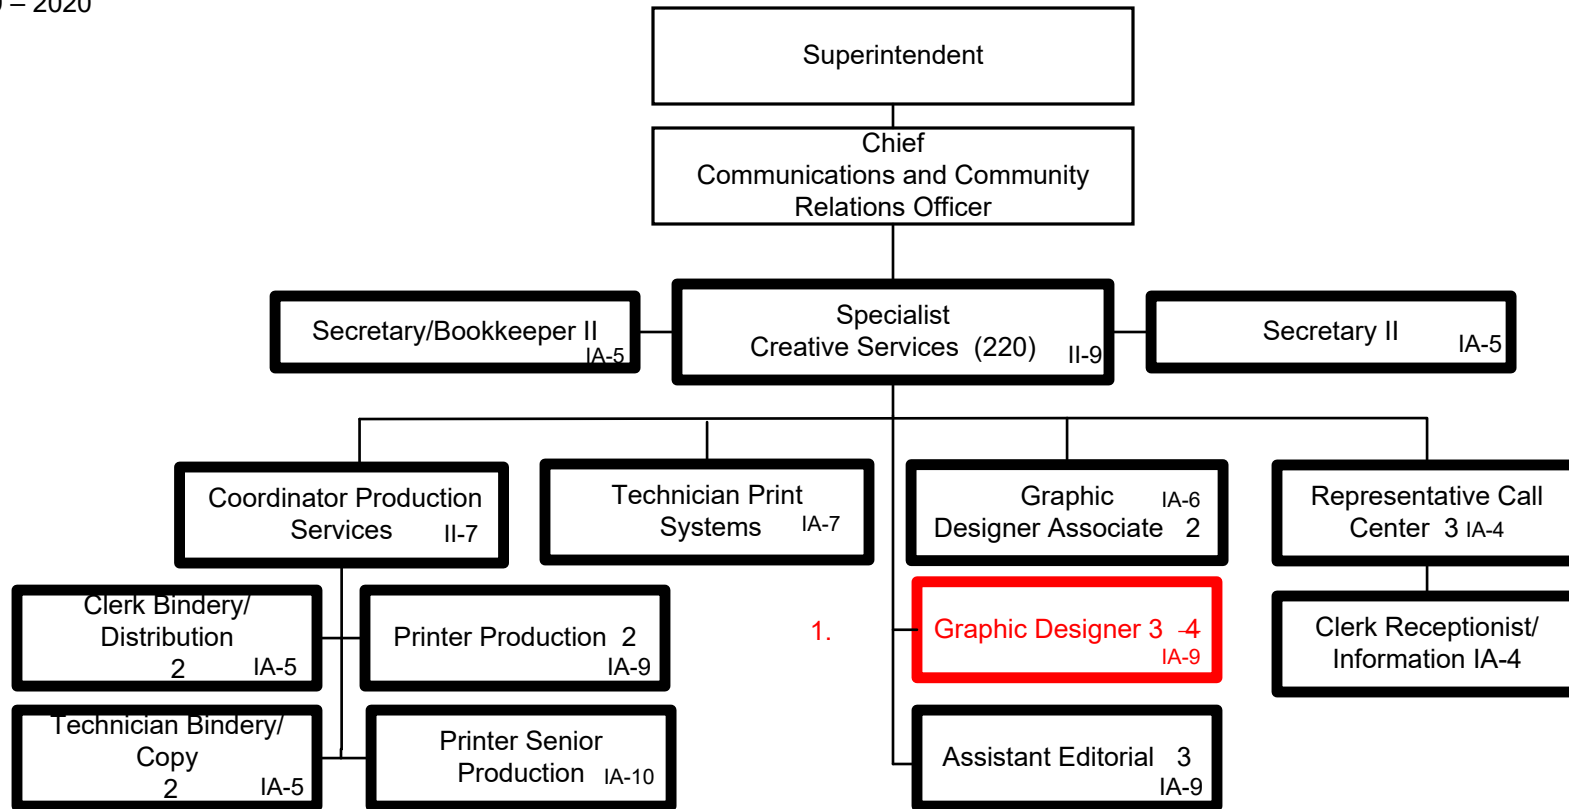 – 2020
Superintendent
Chief
Communications and Community
Relations Officer
Secretary/Bookkeeper II
IA-5
Specialist
Creative Services (220) II-9
Secretary II IA-5
Coordinator Production
Services II-7
Technician Print
Systems IA-7
Graphic IA-6
Designer Associate 2
Representative Call
Center 3 IA-4
Clerk Bindery/
Distribution
2 IA-5
Printer Production 2
IA-9
1.
Graphic Designer 3 4
IA-9
Clerk Receptionist/
Information IA-4
Technician Bindery/
Copy
2 IA-5
Printer Senior
Production IA-10
Assistant Editorial 3
IA-9